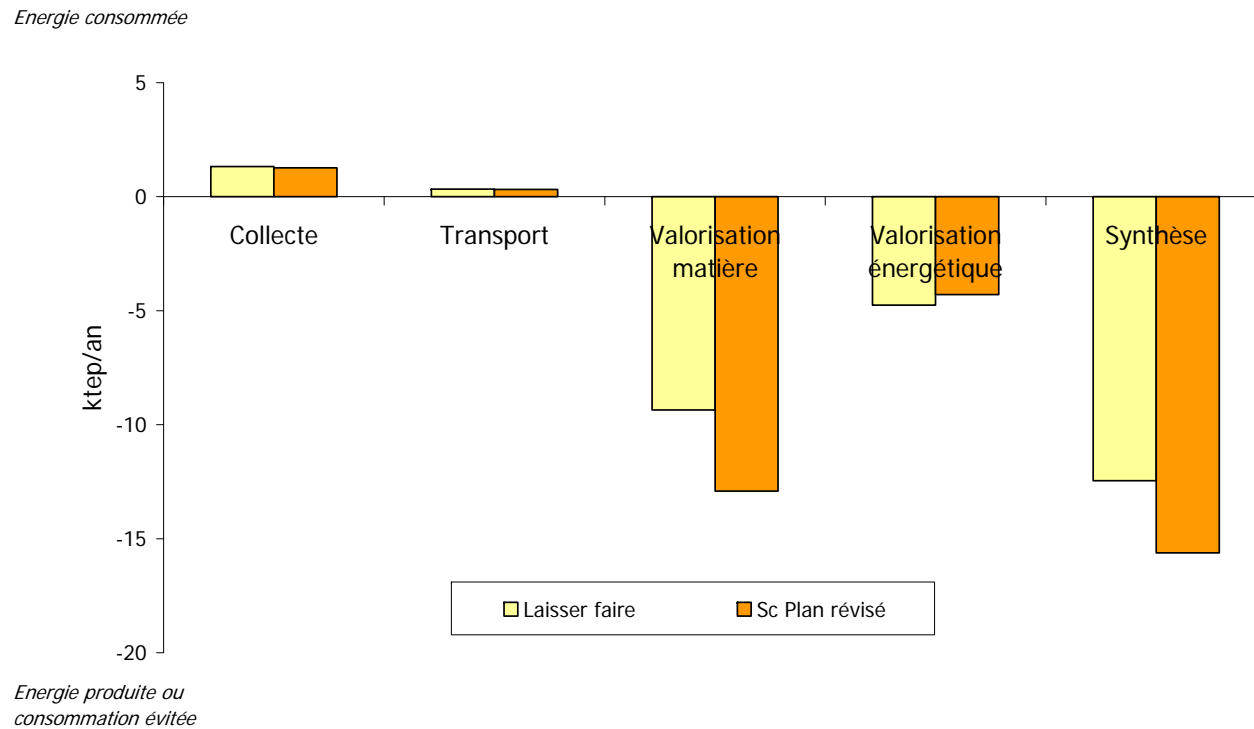 Energie consommée
5
0
-5
-10
-15
-20
ktep/an
Collecte
Transport
Valorisation
matière
Valorisation
énergétique
Synthèse
Laisser faire
Sc Plan révisé
Energie produite ou
consommation évitée